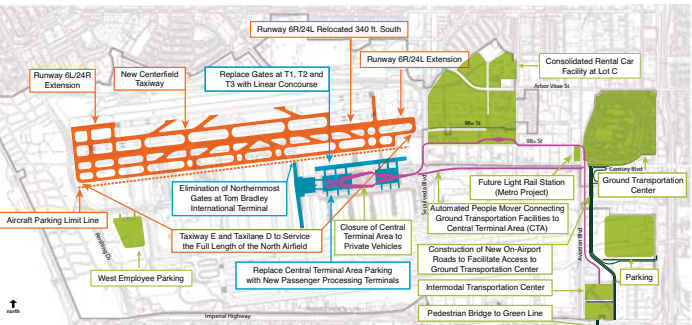 Runway 6R/24L Relocated 340 ft. South
Runway 6L/24R
Extension
New Centerfield
Taxiway
Replace Gates at T1, T2 and
T3 with Linear Concourse
Runway 6R/24L Extension
Consolidated Rental Car
Facility at Lot C
Arbor Vitae St
98th St
98th St
Century Blvd
Sepulveda Blvd
Aviation Blvd
Elimination of Northernmost
Gates at Tom Bradley
International Terminal
Future Light Rail Station
(Metro Project)
Ground Transportation
Center
Aircraft Parking Limit Line
Taxiway E and Taxilane D to Service
the Full Length of the North Airfield
Closure of Central
Terminal Area to
Private Vehicles
Automated People Mover Connecting
Ground Transportation Facilities to
Central Terminal Area (CTA)
Pershing Dr
West Employee Parking
Replace Central Terminal Area Parking
with New Passenger Processing Terminals
Construction of New On-Airport
Roads to Facilitate Access to
Ground Transportation Center
Parking
Intermodal Transportation Center
north
Imperial Highway
Pedestrian Bridge to Green Line